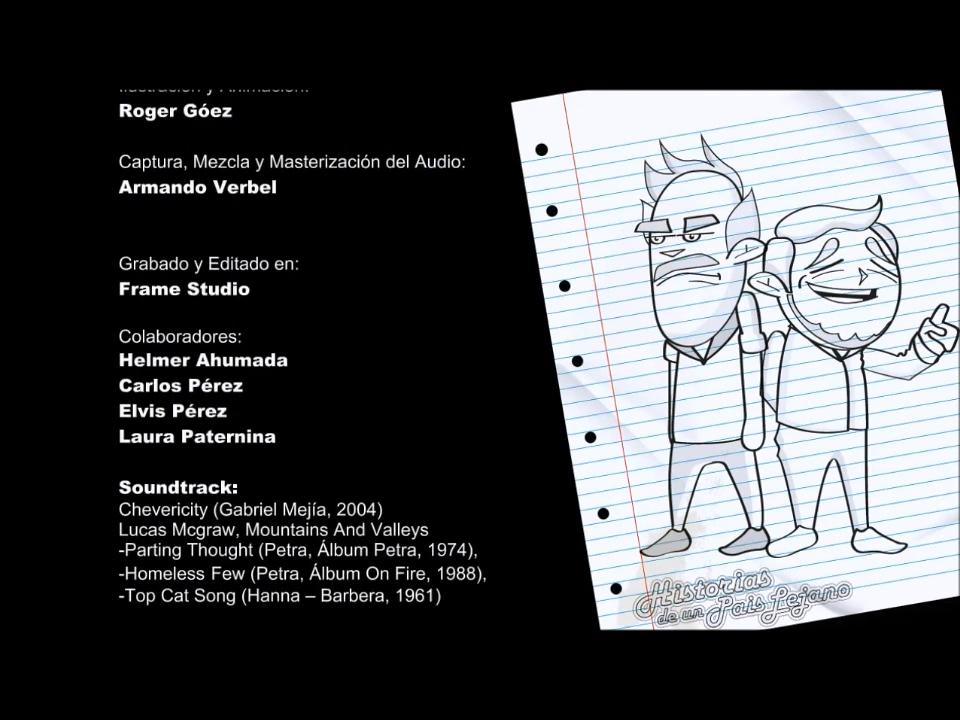 Ilustración y Animación:
Roger Góez
Captura, Mezcla y Masterización del Audio:
Armando Verbel
Grabado y Editado en:
Frame Studio
Colaboradores:
Helmer Ahumada
Carlos Pérez
Elvis Pérez
Laura Paternina
Soundtrack:
Chevericity (Gabriel Mejía, 2004)
Lucas Mcgraw, Mountains And Valleys
-Parting Thought (Petra, Álbum Petra, 1974),
-Homeless Few (Petra, Álbum On Fire, 1988),
-Top Cat Song (Hanna – Barbera, 1961)
Historias
de un País Lejano